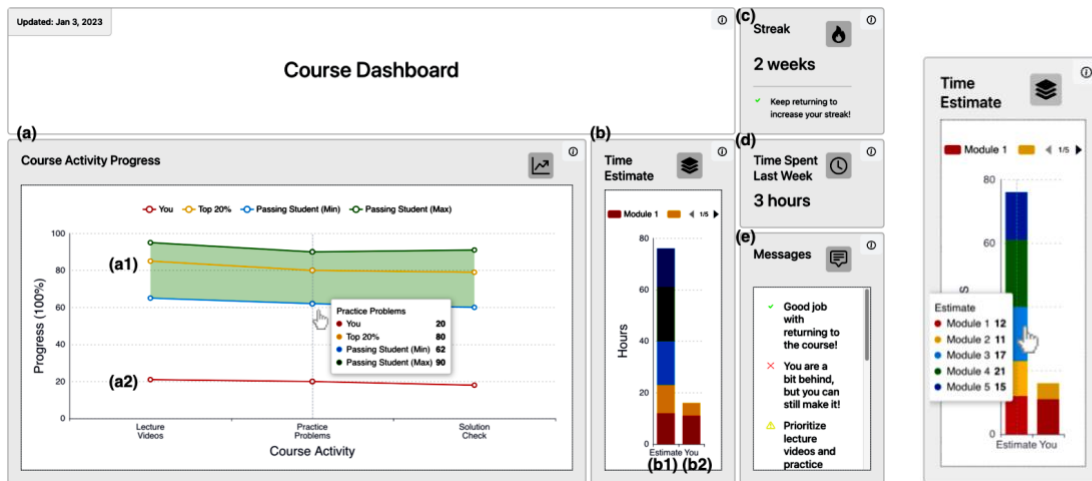 Updated: Jan 3, 2023
Course Dashboard
(c)
Streak
2 weeks
Keep returning to
increase your streak!
(a)
Course Activity Progress
You
Top 20%
Passing Student (Min)
Passing Student (Max)
100
80
60
40
20
0
Progress (100%)
(a1)
(a2)
Practice Problems
You 20
Top 20% 80
Passing Student (Min) 62
Passing Student (Max) 90
Lecture
Videos
Practice
Problems
Solution
Check
Course Activity
(b)
Time
Estimate
Module 1
1/5
80
60
40
20
0
Hours
Estimate You
(b1) (b2)
(d)
Time Spent
Last Week
3 hours
(e)
Messages
Good job
with
returning to
the course!
You are a
bit behind,
but you can
still make it!
Prioritize
lecture
videos and
practice
Time
Estimate
Module 1
1/5
80
60
s
Estimate
Module 1 12
Module 2 11
Module 3 17
Module 4 21
Module 5 15
0
Estimate You